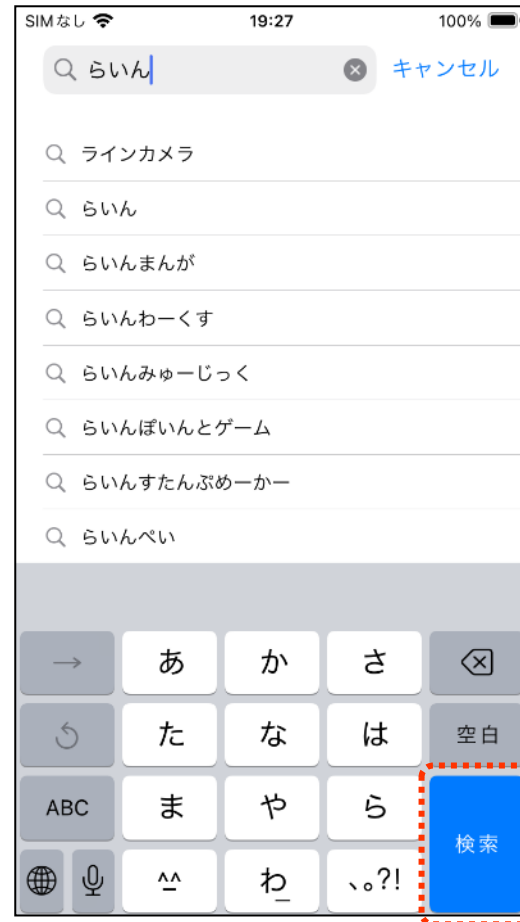 SIMなし 19:27 100%
らいん キャンセル
ラインカメラ
らいん
らいんまんが
らいんわーくす
らいんみゅーじっく
らいんぽいんとゲーム
らいんすたんぷめーかー
らいんぺい
→ あ か さ
た な は 空白
ABC ま や ら 検索
^^ わ_ 、。?!